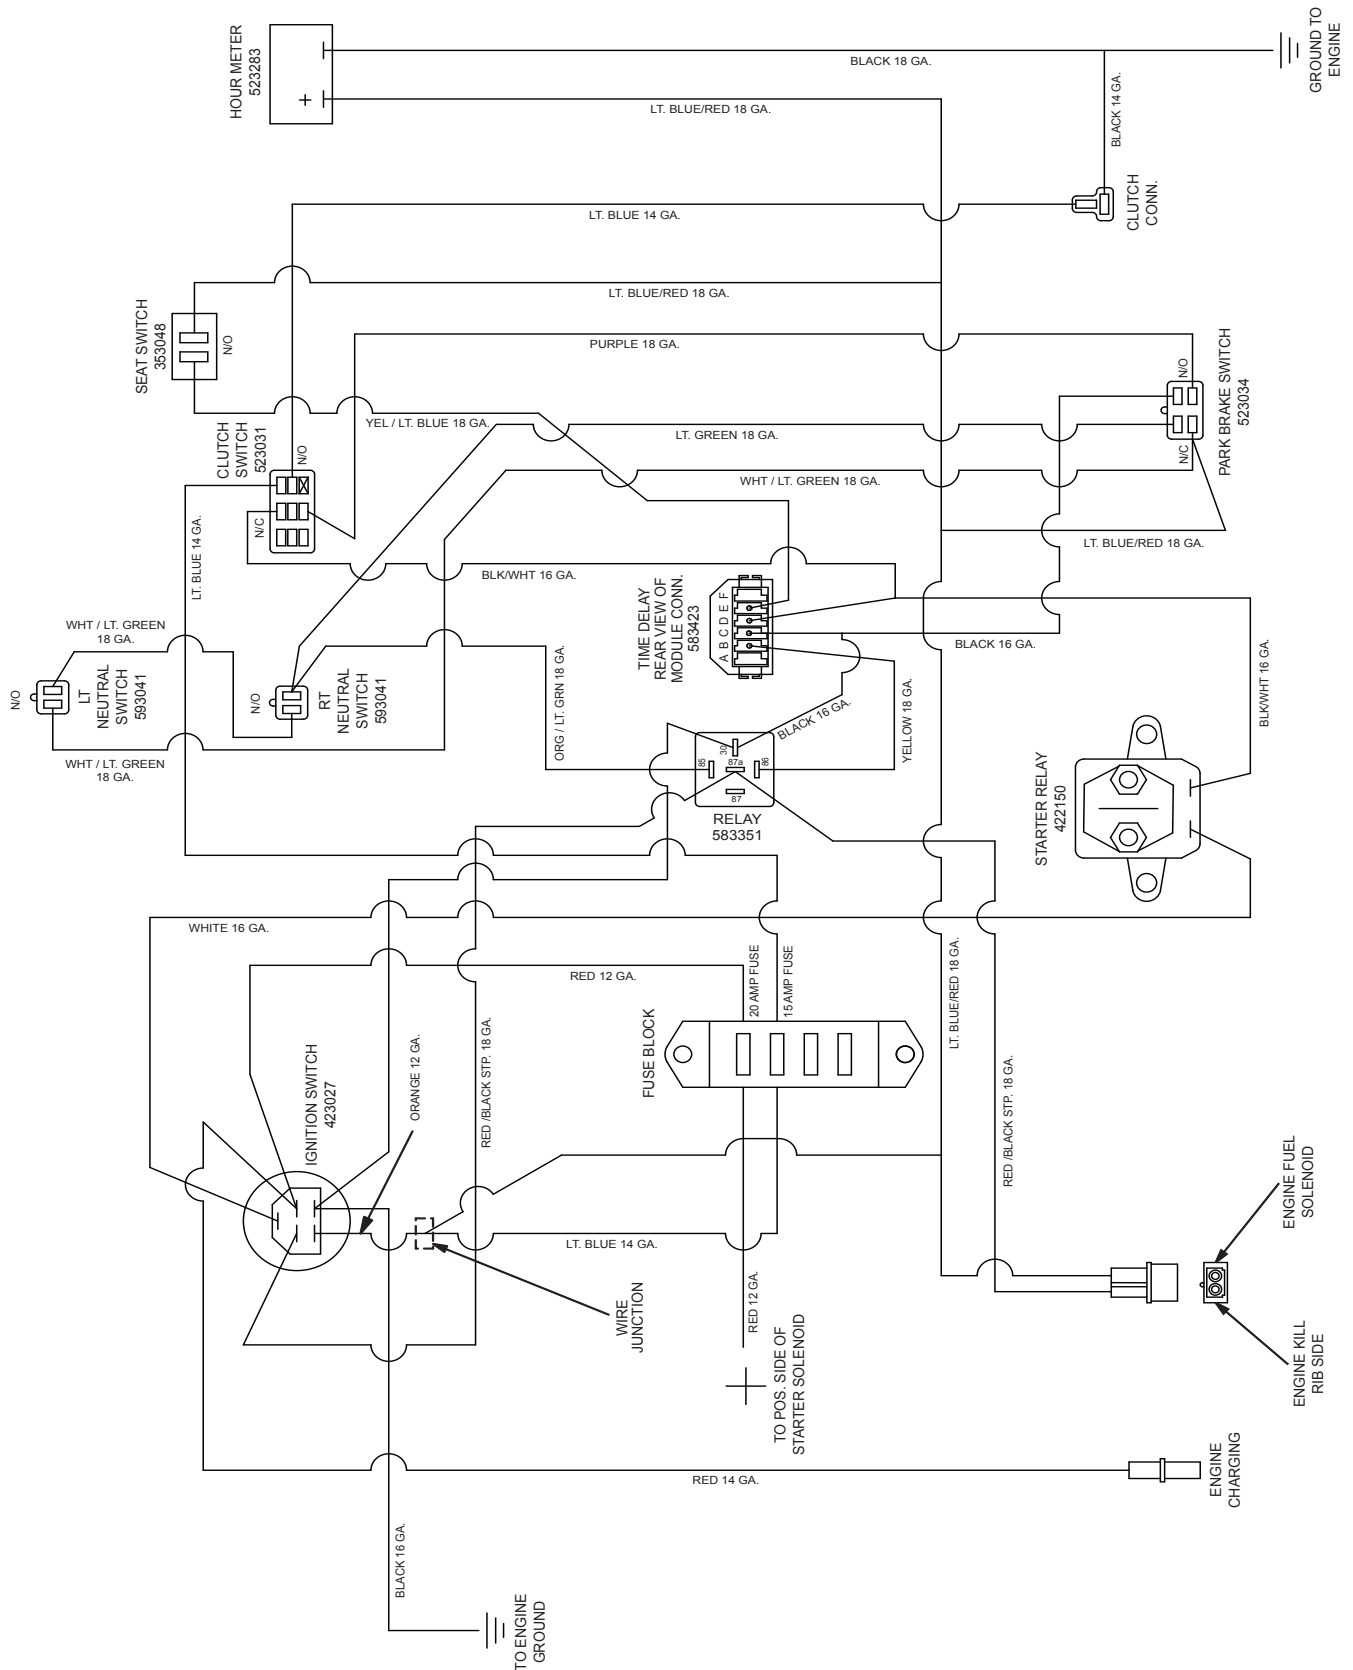 HOUR METER
523283
+
BLACK 18 GA.
LT. BLUE/RED 18 GA.
BLACK 14 GA.
GROUND TO
ENGINE
CLUTCH
CONN.
LT. BLUE 14 GA.
SEAT SWITCH
353048
N/O
LT. BLUE/RED 18 GA.
PURPLE 18 GA.
YEL / LT. BLUE 18 GA.
LT. GREEN 18 GA.
WHT / LT. GREEN 18 GA.
PARK BRAKE SWITCH
523034
N/O
N/C
LT. BLUE/RED 18 GA.
CLUTCH
SWITCH
523031
N/O
N/C
LT. BLUE 14 GA.
BLK/WHT 16 GA.
TIME DELAY
REAR VIEW OF
MODULE CONN.
583423
A B C D E F
BLACK 16 GA.
BLK/WHT 16 GA.
WHT / LT. GREEN
18 GA.
N/O
LT
NEUTRAL
SWITCH
593041
WHT / LT. GREEN
18 GA.
N/O
RT
NEUTRAL
SWITCH
593041
ORG / LT. GRN 18 GA.
BLACK 16 GA.
YELLOW 18 GA.
30
85
87a
86
87
RELAY
583351
STARTER RELAY
422150
WHITE 16 GA.
RED 12 GA.
20 AMP FUSE
15 AMP FUSE
FUSE BLOCK
LT. BLUE/RED 18 GA.
RED /BLACK STP. 18 GA.
IGNITION SWITCH
423027
ORANGE 12 GA.
RED /BLACK STP. 18 GA.
LT. BLUE 14 GA.
WIRE
JUNCTION
RED 12 GA.
TO POS. SIDE OF
STARTER SOLENOID
ENGINE FUEL
SOLENOID
ENGINE KILL
RIB SIDE
RED 14 GA.
ENGINE
CHARGING
BLACK 16 GA.
TO ENGINE
GROUND